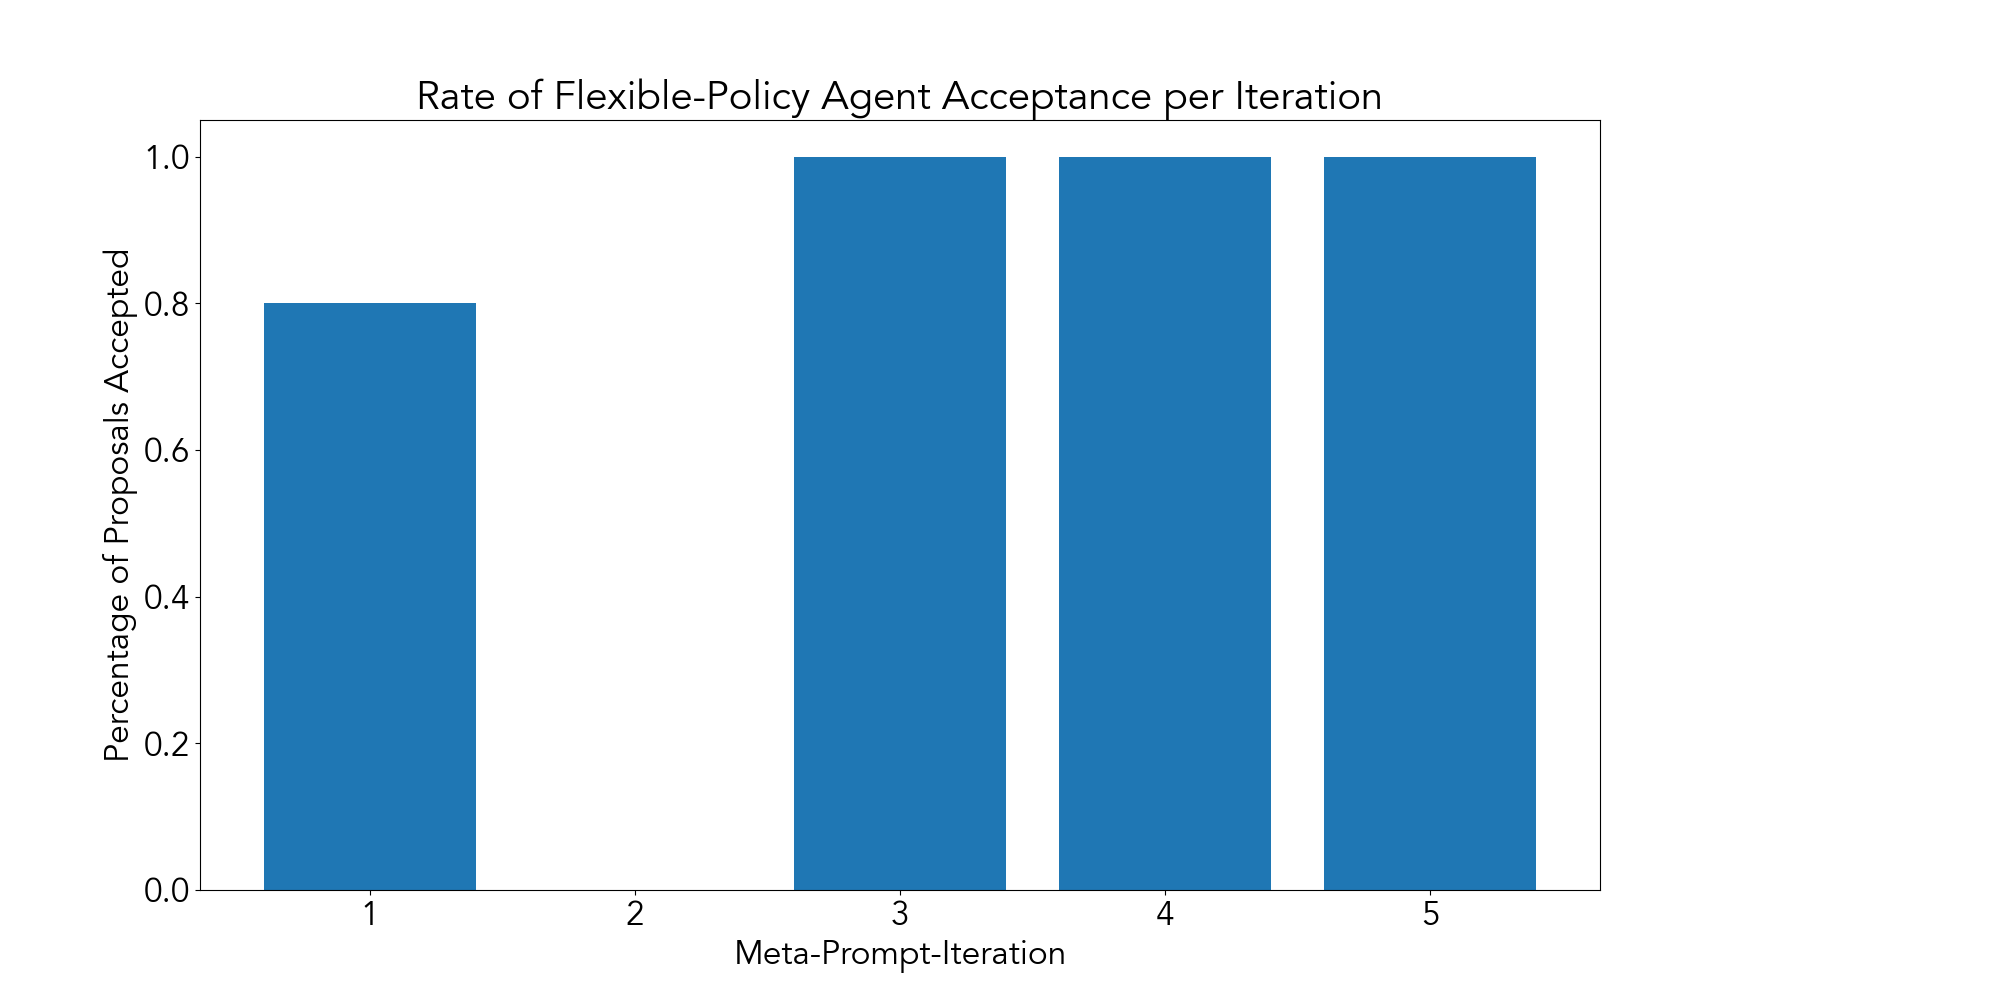 Rate of Flexible-Policy Agent Acceptance per Iteration
Percentage of Proposals Accepted
1.0
0.8
0.6
0.4
0.2
0.0
1 2 3 4 5
Meta-Prompt-Iteration